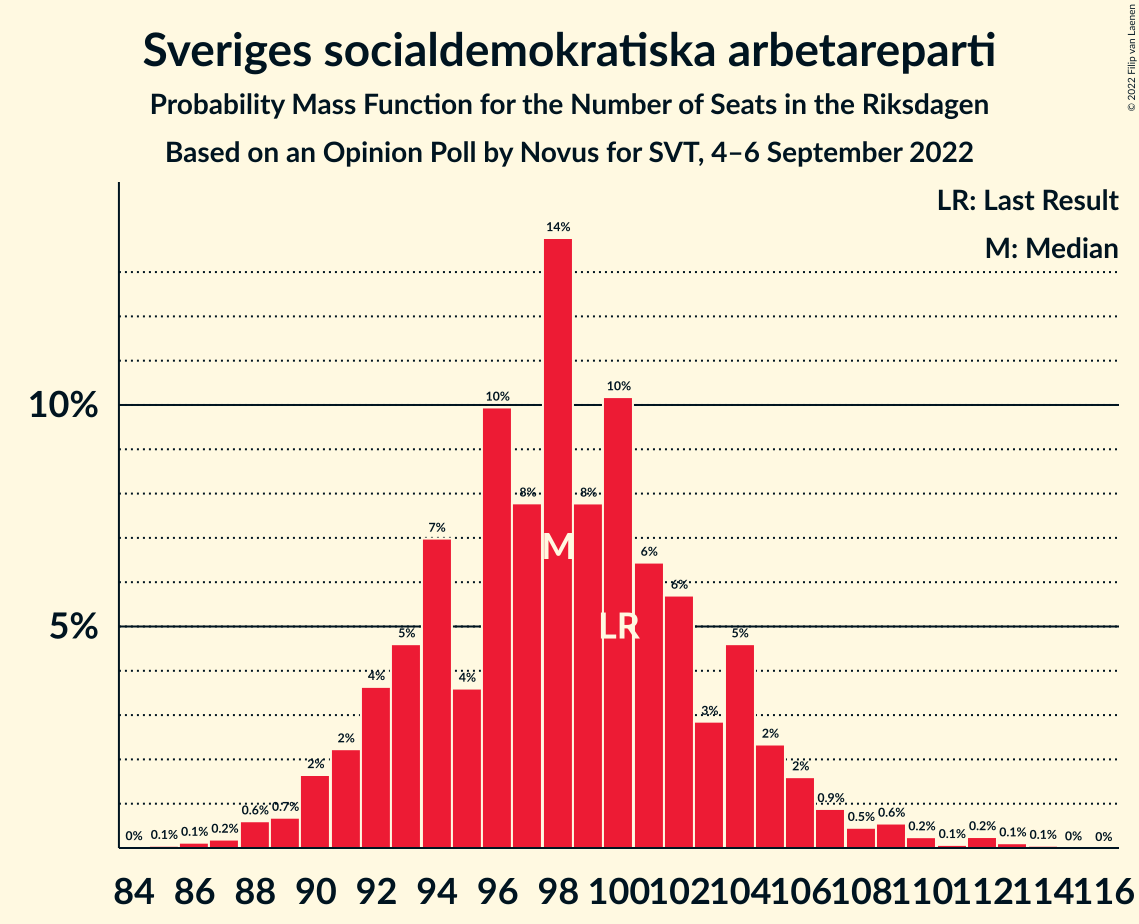 Sveriges socialdemokratiska arbetareparti
Probability Mass Function for the Number of Seats in the Riksdagen
Based on an Opinion Poll by Novus for SVT, 4–6 September 2022
© 2022 Filip van Laenen
LR: Last Result
M: Median
10%
5%
0% 0.1% 0.1% 0.2% 0.6% 0.7% 2% 2% 4% 5% 7% 4% 10% 8% 14% 8% 10% 6% 6% 3% 5% 2% 2% 0.9% 0.5% 0.6% 0.2% 0.1% 0.2% 0.1% 0.1% 0% 0%
M
LR
84 86 88 90 92 94 96 98 100 102 104 106 108 110 112 114 116